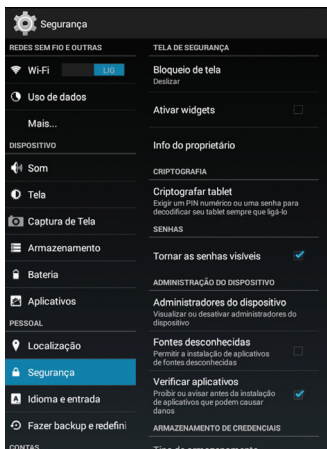 Segurança
REDES SEM FIO E OUTRAS
Wi-Fi
LIG
Uso de dados
Mais...
DISPOSITIVO
Som
Tela
Captura de Tela
Armazenamento
Bateria
Aplicativos
PESSOAL
Localização
Segurança
Idioma e entrada
Fazer backup e redefini
CONTAS
TELA DE SEGURANÇA
Bloqueio de tela
Deslizar
Ativar widgets
Info do proprietário
CRIPTOGRAFIA
Criptografar tablet
Exigir um PIN numérico ou uma senha para
decodificar seu tablet sempre que ligá-lo
SENHAS
Tornar as senhas visíveis
ADMINISTRAÇÃO DO DISPOSITIVO
Administradores do dispositivo
Visualizar ou desativar administradores do
dispositivo
Fontes desconhecidas
Permitir a instalação de aplicativos
de fontes desconhecidas
Verificar aplicativos
Proibir ou avisar antes da instalação
de aplicativos que podem causar
danos
ARMAZENAMENTO DE CREDENCIAIS
Tipo de armazenamento